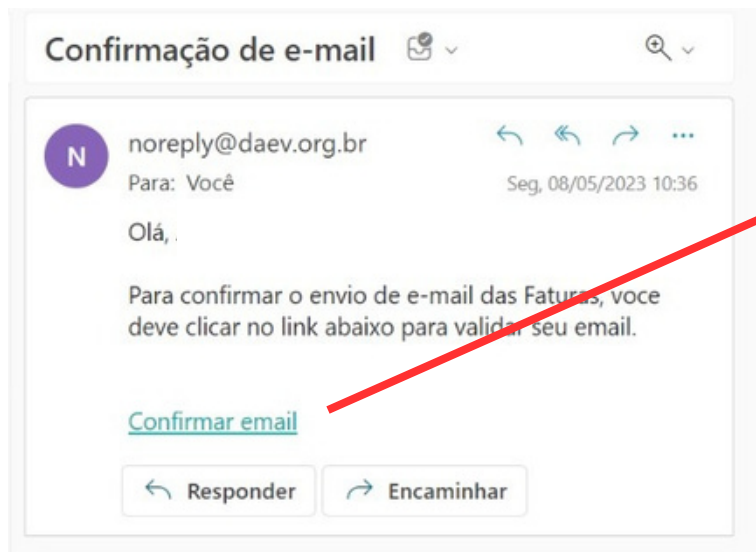 Confirmação de e-mail
N
noreply@daev.org.br
Para: Você
Seg, 08/05/2023 10:36
Olá, .
Para confirmar o envio de e-mail das Faturas, voce
deve clicar no link abaixo para validar seu email.
Confirmar email
Responder
Encaminhar